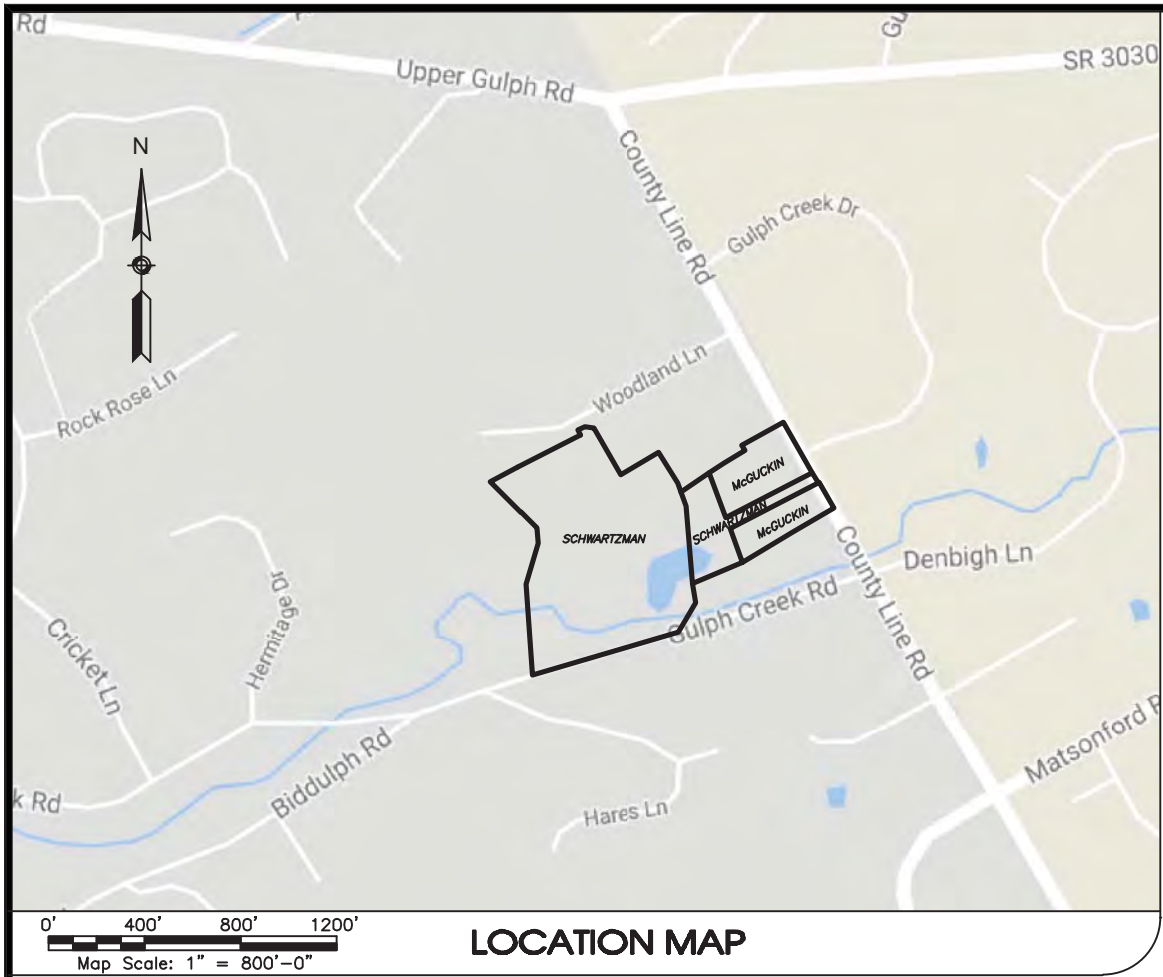 Rd
Upper Gulph Rd
SR 3030
N
County Line Rd
Gulph Creek Dr
Woodland Ln
Rock Rose Ln
McGUCKIN
SCHWARTZMAN
SCHWARTZMAN
McGUCKIN
County Line Rd
Denbigh Ln
Gulph Creek Rd
Hermitage Dr
Cricket Ln
Matsonford
Biddulph Rd
k Rd
Hares Ln
0' 400' 800' 1200'
Map Scale: 1" = 800'-0"
LOCATION MAP